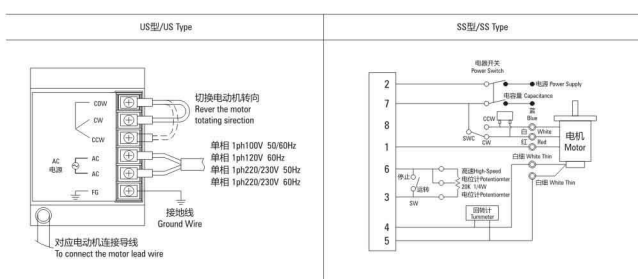 US型/US Type
SS型/SS Type
COW
CW
CCW
AC
AC
FG
AC
电源
切换电动机转向
Rever the motor
totating sirection
单相 1ph100V 50/60Hz
单相 1ph120V 60Hz
单相 1ph220/230V 50Hz
单相 1ph220/230V 60Hz
接地线
Ground Wire
对应电动机连接导线
To connect the motor lead wire
电源开关
Power Switch
2
电源 Power Supply
7
电容量 Capacitance
蓝
Blue
CCW
8
白 White
SWC
CW
红 Red
1
电机
Motor
白细 White Thin
白细 White Thin
6
停止
运转
SW
高速High-Speed
电位计Potentiomter
20K 1/4W
电位计Potentiomter
3
回转计
Turnmeter
4
5